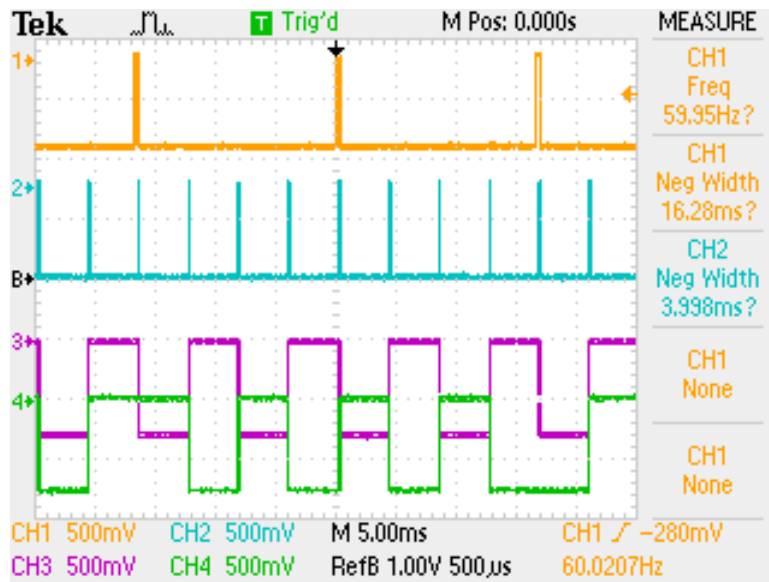 Tek T Trig'd M Pos: 0.000s MEASURE
1
CH1
Freq
59.95Hz?
CH1
Neg Width
16.28ms?
2
CH2
Neg Width
3.998ms?
B
3
CH1
None
4
CH1
None
CH1 500mV CH2 500mV M 5.00ms CH1 ∕ -280mV
CH3 500mV CH4 500mV RefB 1.00V 500µs 60.0207Hz